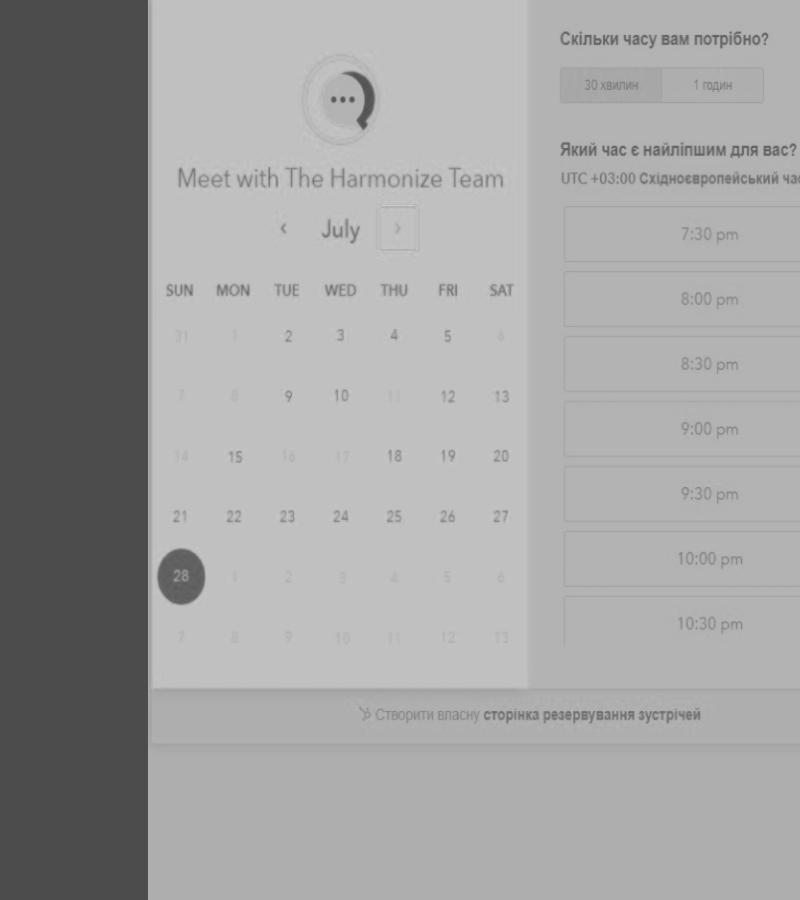 Meet with The Harmonize Team
‹ July ›
SUN MON TUE WED THU FRI SAT
31 1 2 3 4 5 6
7 8 9 10 11 12 13
14 15 16 17 18 19 20
21 22 23 24 25 26 27
28 1 2 3 4 5 6
7 8 9 10 11 12 13
Скільки часу вам потрібно?
30 хвилин 1 годин
Який час є найліпшим для вас?
UTC +03:00 Східноєвропейський час
7:30 pm
8:00 pm
8:30 pm
9:00 pm
9:30 pm
10:00 pm
10:30 pm
Створити власну сторінка резервування зустрічей